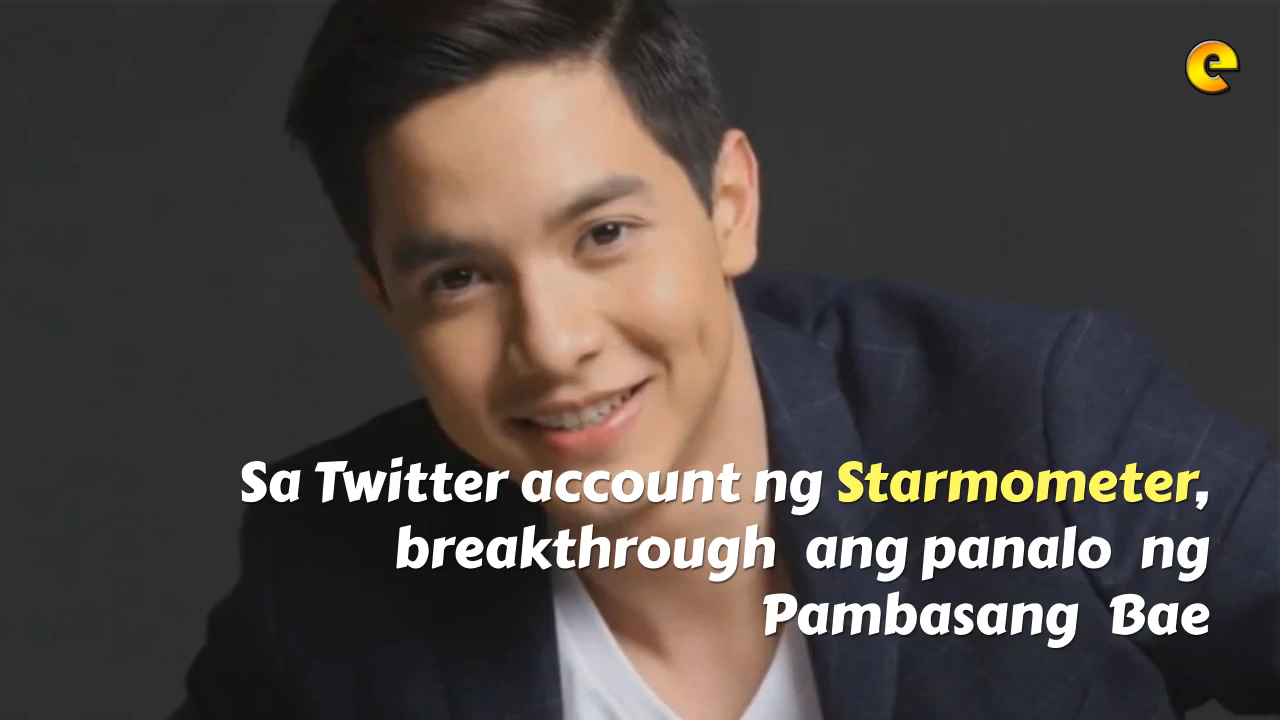 e
Sa Twitter account ng Starmometer,
breakthrough ang panalo ng
Pambasang Bae